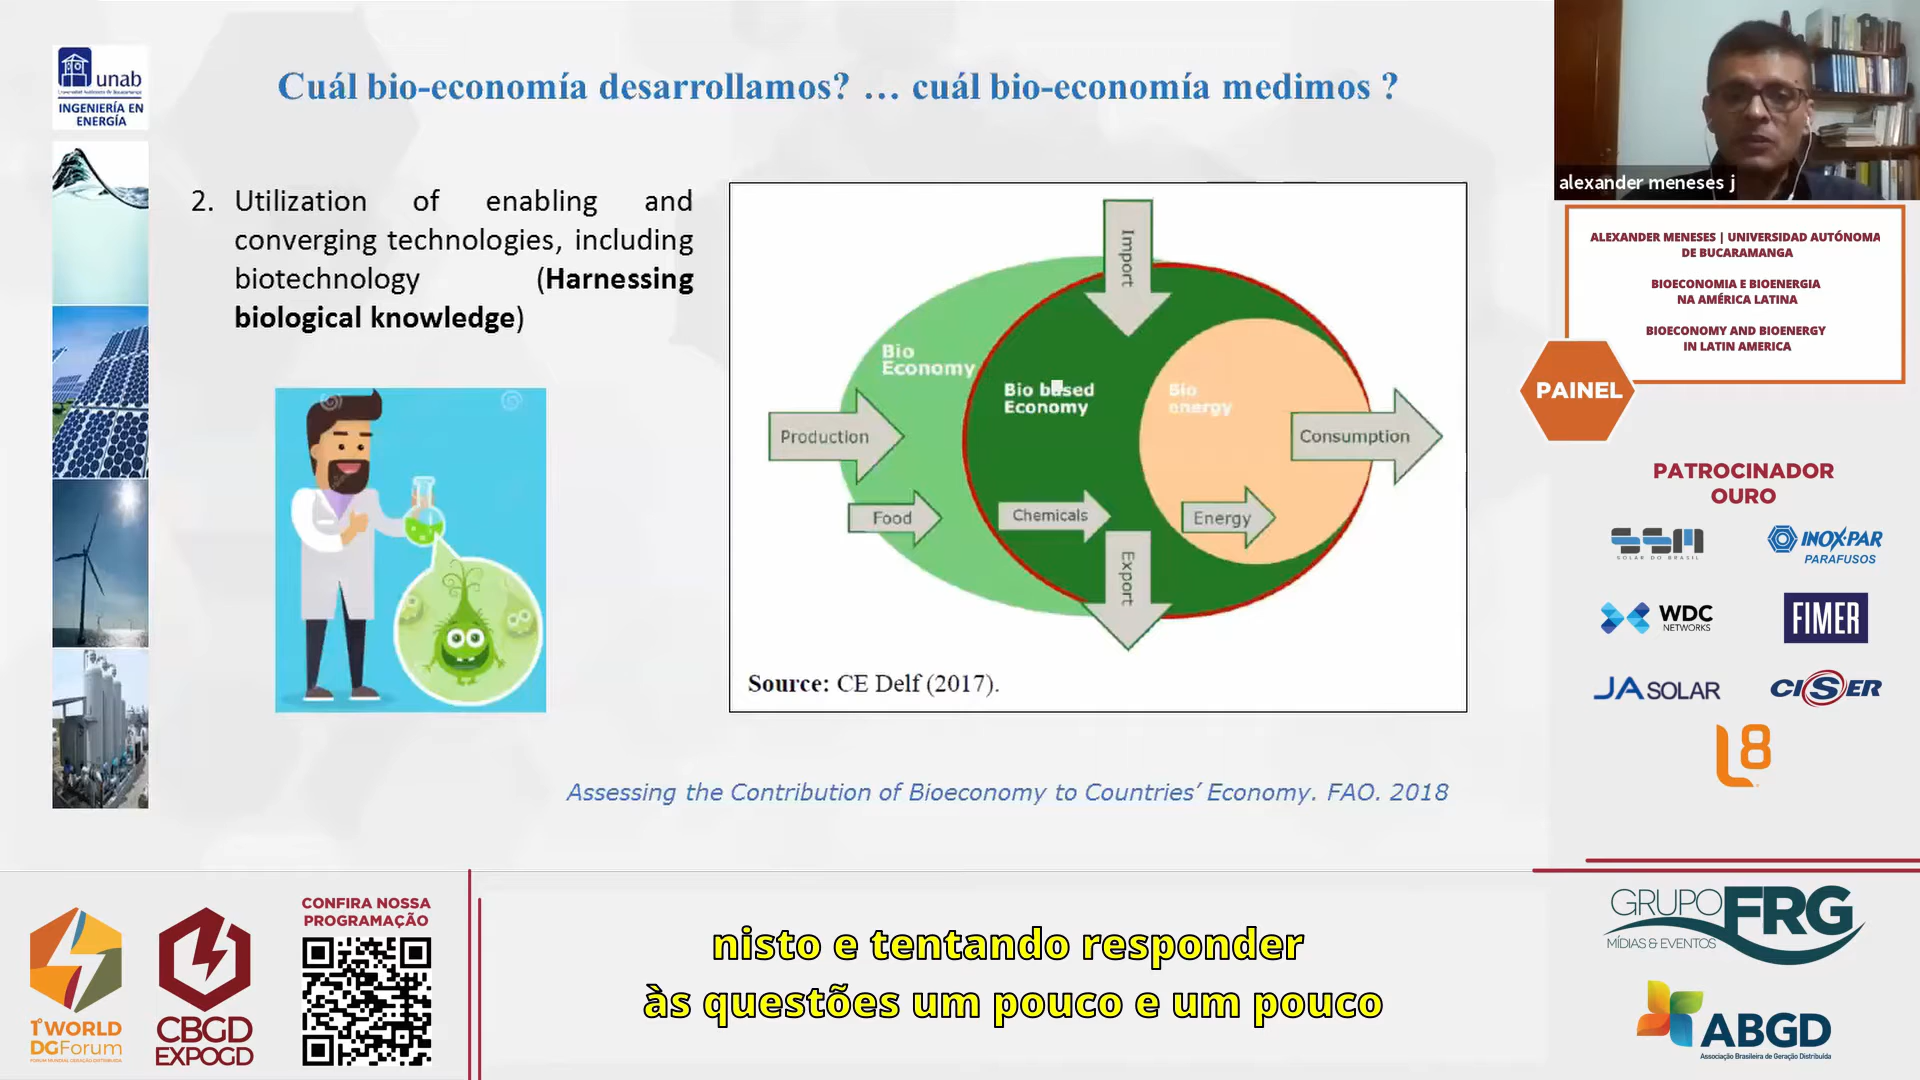 unab
INGENIERÍA EN
ENERGÍA
Cuál bio-economía desarrollamos? … cuál bio-economía medimos ?
2. Utilization of enabling and
converging technologies, including
biotechnology (Harnessing
biological knowledge)
Import
Bio
Economy
Bio based
Economy
Bio
energy
Production
Consumption
Food
Chemicals
Energy
Export
Source: CE Delf (2017).
Assessing the Contribution of Bioeconomy to Countries’ Economy. FAO. 2018
alexander meneses j
ALEXANDER MENESES | UNIVERSIDAD AUTÓNOMA
DE BUCARAMANGA
BIOECONOMIA E BIOENERGIA
NA AMÉRICA LATINA
BIOECONOMY AND BIOENERGY
IN LATIN AMERICA
PAINEL
PATROCINADOR
OURO
SSM
SOLAR DO BRASIL
INOX-PAR
PARAFUSOS
WDC
NETWORKS
FIMER
JA SOLAR
CISER
L8
1º WORLD
DGForum
FORUM MUNDIAL GERAÇÃO DISTRIBUÍDA
CBGD
EXPOGD
CONFIRA NOSSA
PROGRAMAÇÃO
nisto e tentando responder
às questões um pouco e um pouco
GRUPO FRG
MÍDIAS & EVENTOS
ABGD
Associação Brasileira de Geração Distribuída